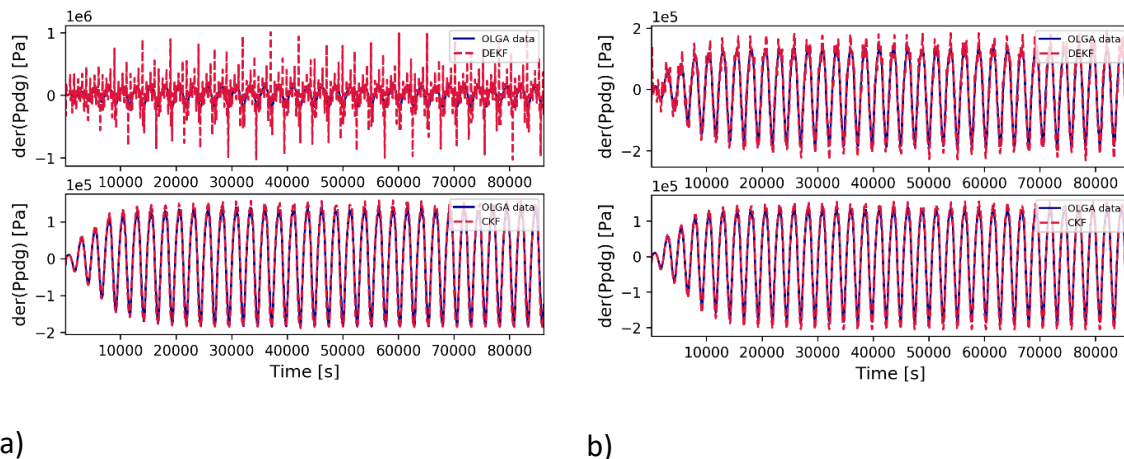 1e6
der(Ppdg) [Pa]
1
0
−1
OLGA data
DEKF
10000 20000 30000 40000 50000 60000 70000 80000
1e5
der(Ppdg) [Pa]
1
0
−1
−2
OLGA data
CKF
10000 20000 30000 40000 50000 60000 70000 80000
Time [s]
a)
1e5
der(Ppdg) [Pa]
2
0
−2
OLGA data
DEKF
10000 20000 30000 40000 50000 60000 70000 80000
1e5
der(Ppdg) [Pa]
1
0
−1
−2
OLGA data
CKF
10000 20000 30000 40000 50000 60000 70000 80000
Time [s]
b)